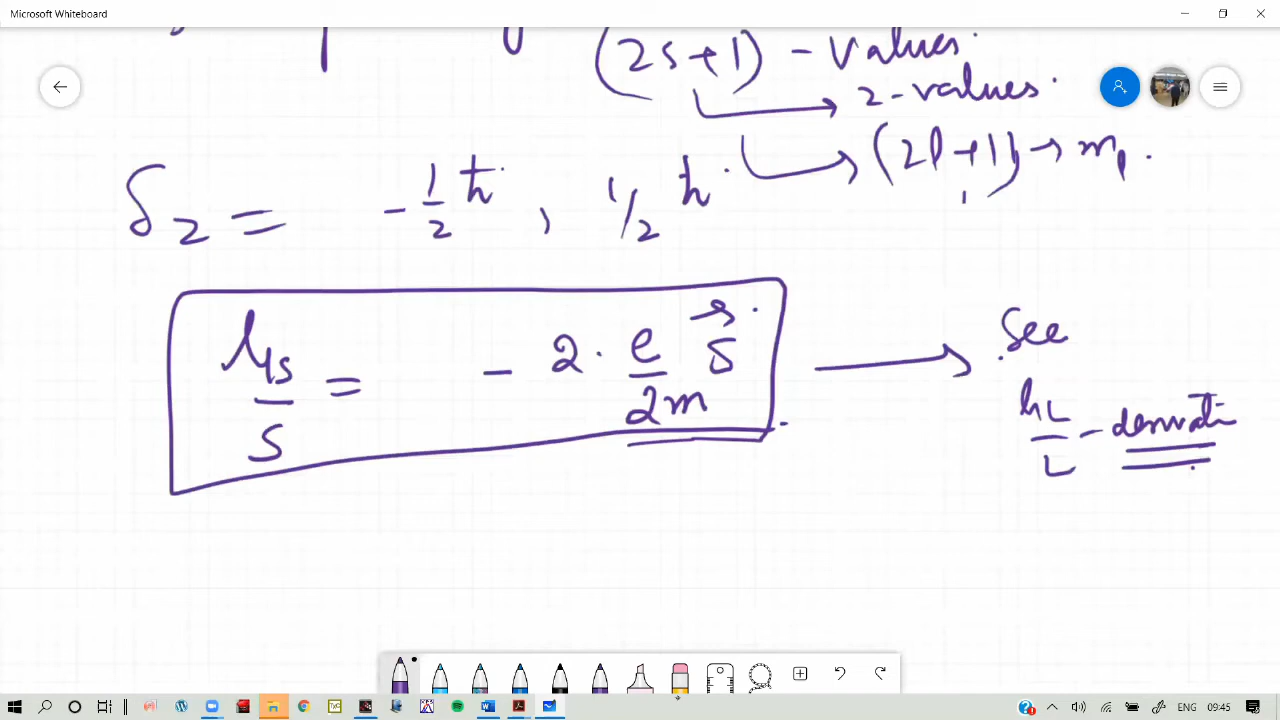 Microsoft Whiteboard
(2s+1) - values.
2 - values.
(2l+1) → m_l.
S_z = -1/2 ħ, 1/2 ħ
μ_s/S = - 2 · e/2m S⃗
See
μ_L/L - derivati
ENG 09:45